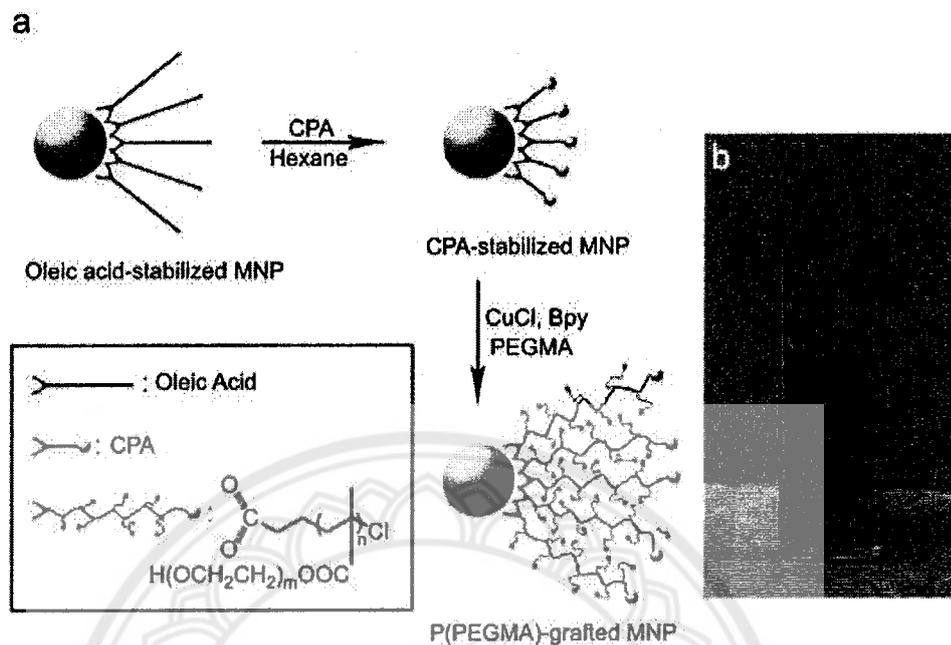 a
CPA
Hexane
Oleic acid-stabilized MNP
CPA-stabilized MNP
b
CuCl, Bpy
PEGMA
: Oleic Acid
: CPA
:
O
C
O
n
Cl
H(OCH₂CH₂)mOOC
P(PEGMA)-grafted MNP